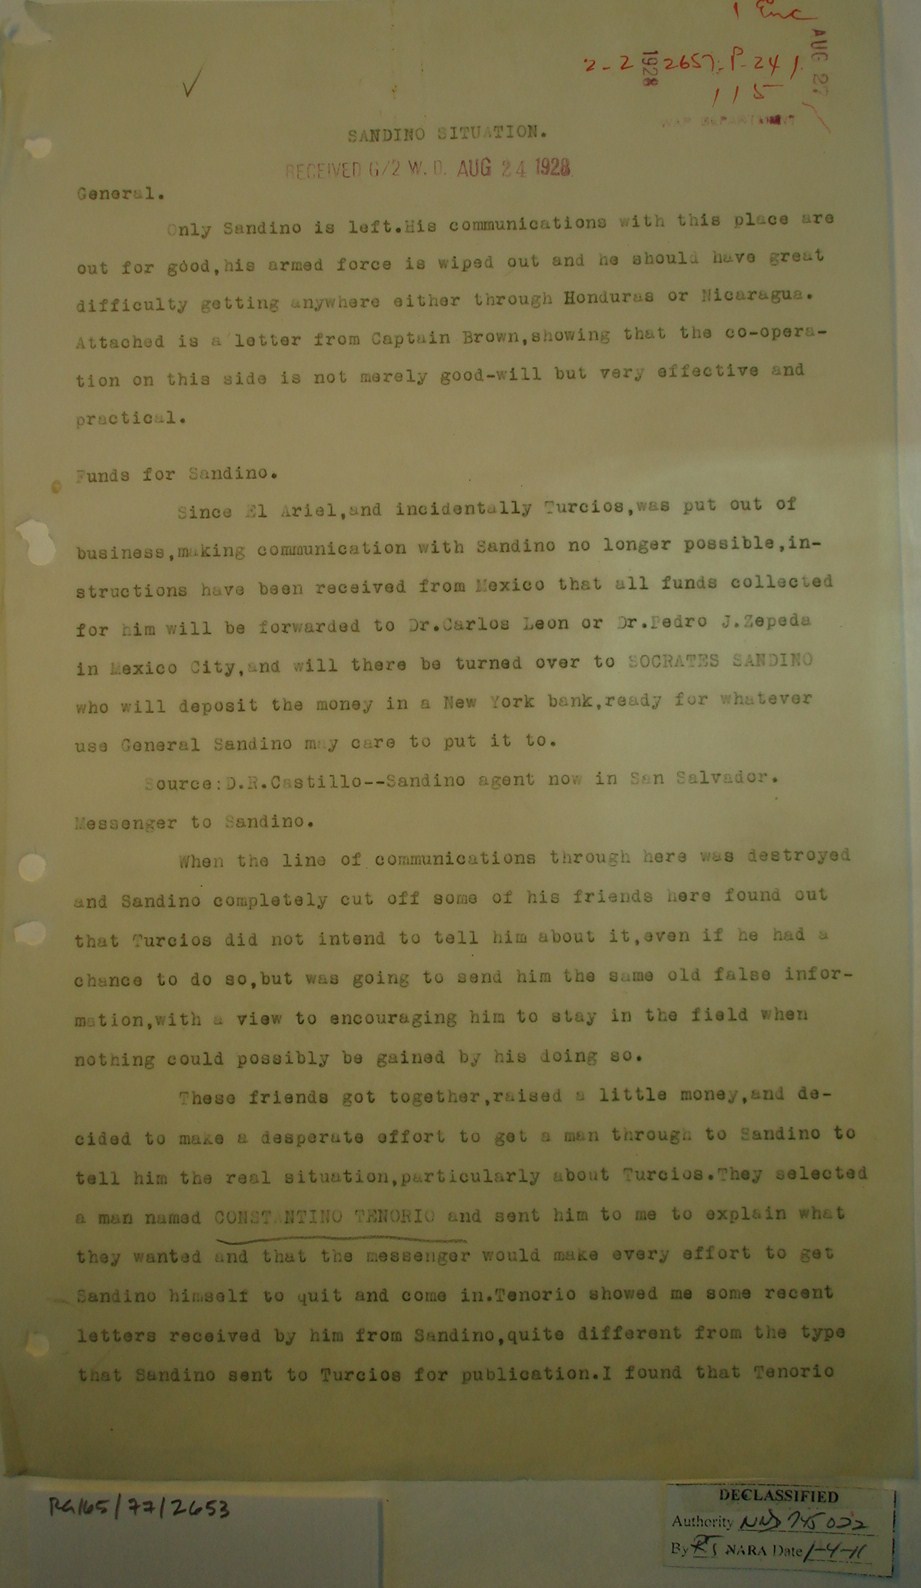 1 Enc
2-2657-P-241
115
AUG 27
1928
WAR DEPARTMENT
SANDINO SITUATION.
RECEIVED G/2 W.D. AUG 24 1928
General.
Only Sandino is left.His communications with this place are
out for good,his armed force is wiped out and he should have great
difficulty getting anywhere either through Honduras or Nicaragua.
Attached is a letter from Captain Brown,showing that the co-opera-
tion on this side is not merely good-will but very effective and
practical.
Funds for Sandino.
Since El Ariel,and incidentally Turcios,was put out of
business,making communication with Sandino no longer possible,in-
structions have been received from Mexico that all funds collected
for him will be forwarded to Dr.Carlos Leon or Dr.Pedro J.Zepeda
in Mexico City,and will there be turned over to SOCRATES SANDINO
who will deposit the money in a New York bank,ready for whatever
use General Sandino may care to put it to.
Source:D.R.Castillo--Sandino agent now in San Salvador.
Messenger to Sandino.
When the line of communications through here was destroyed
and Sandino completely cut off some of his friends here found out
that Turcios did not intend to tell him about it,even if he had a
chance to do so,but was going to send him the same old false infor-
mation,with a view to encouraging him to stay in the field when
nothing could possibly be gained by his doing so.
These friends got together,raised a little money,and de-
cided to make a desperate effort to get a man through to Sandino to
tell him the real situation,particularly about Turcios.They selected
a man named CONSTANTINO TENORIO and sent him to me to explain what
they wanted and that the messenger would make every effort to get
Sandino himself to quit and come in.Tenorio showed me some recent
letters received by him from Sandino,quite different from the type
that Sandino sent to Turcios for publication.I found that Tenorio
RG165/77/2653
DECLASSIFIED
Authority NND 745022
By RT NARA Date 1-4-11